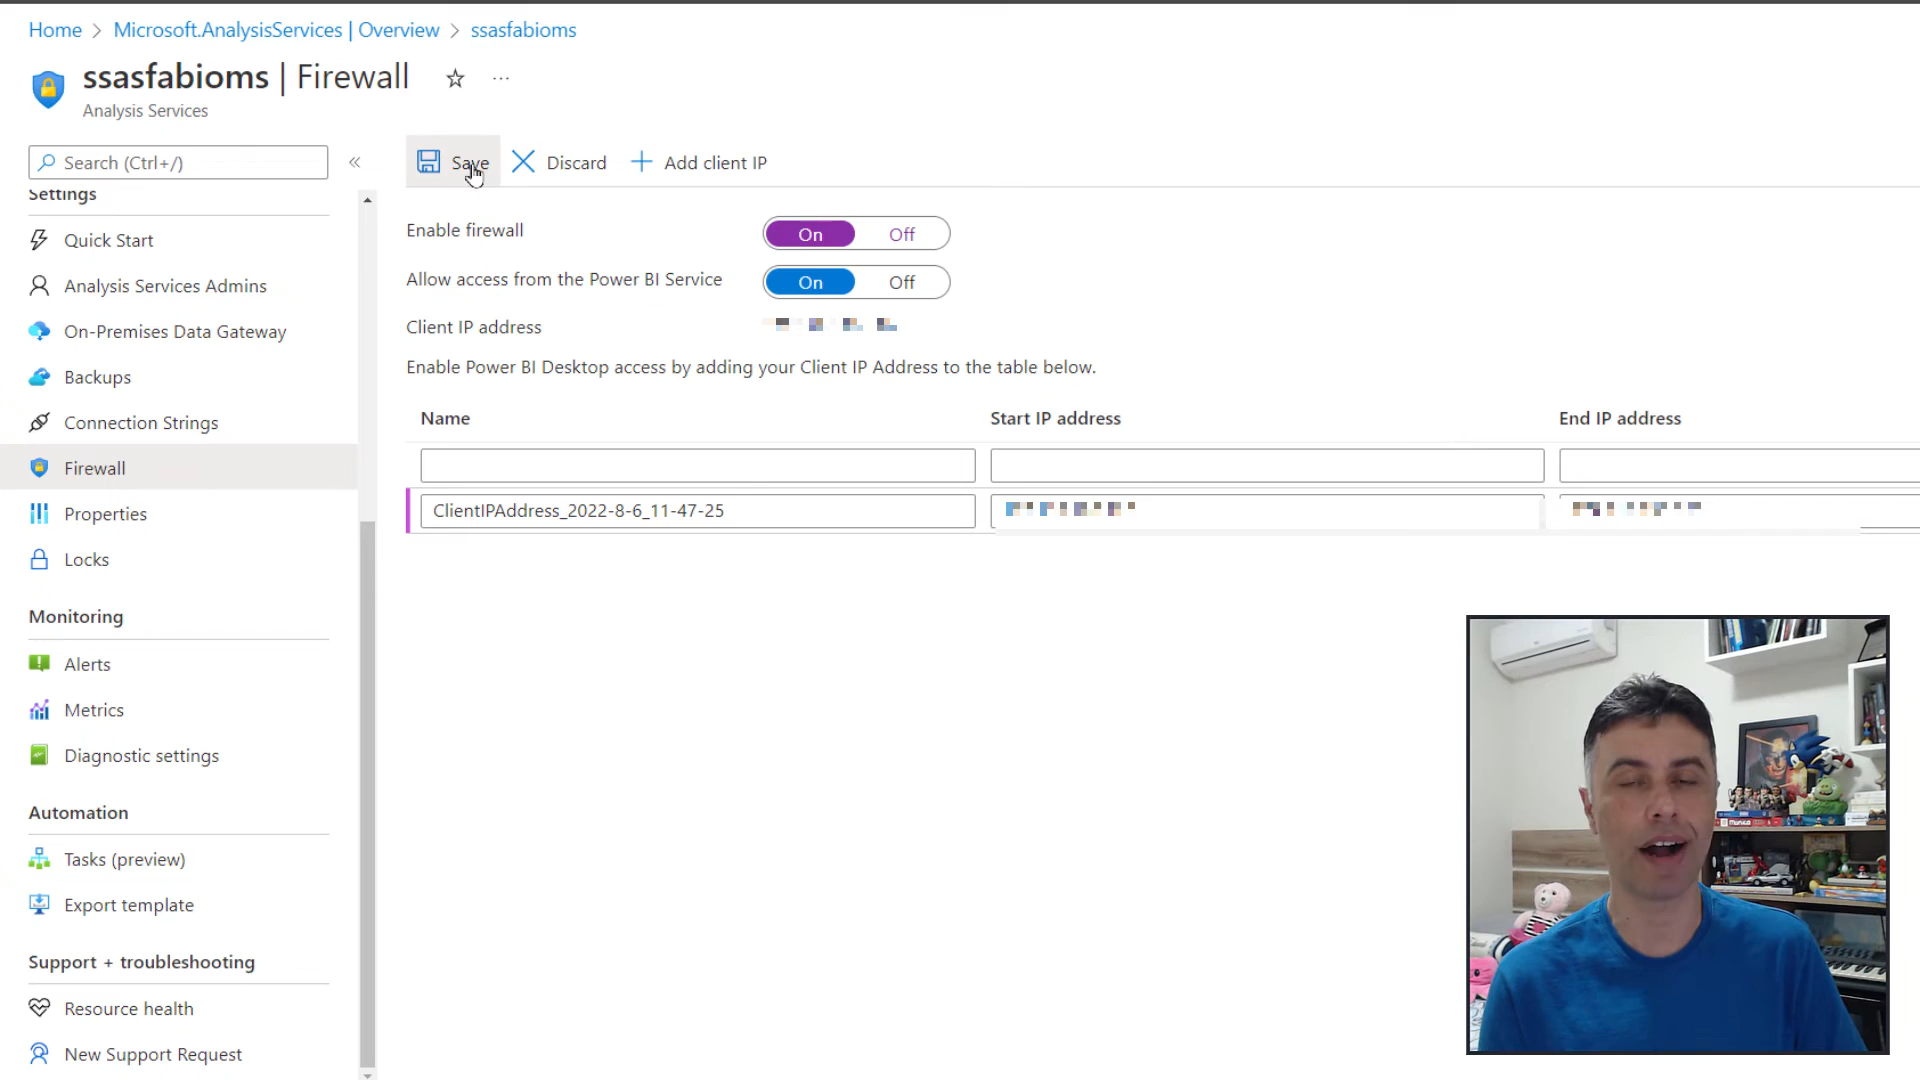 Home > Microsoft.AnalysisServices | Overview > ssasfabioms
ssasfabioms | Firewall
Analysis Services
Search (Ctrl+/)
Save
Discard
Add client IP
Settings
Quick Start
Analysis Services Admins
On-Premises Data Gateway
Backups
Connection Strings
Firewall
Properties
Locks
Monitoring
Alerts
Metrics
Diagnostic settings
Automation
Tasks (preview)
Export template
Support + troubleshooting
Resource health
New Support Request
Enable firewall On Off
Allow access from the Power BI Service On Off
Client IP address
Enable Power BI Desktop access by adding your Client IP Address to the table below.
Name Start IP address End IP address
ClientIPAddress_2022-8-6_11-47-25